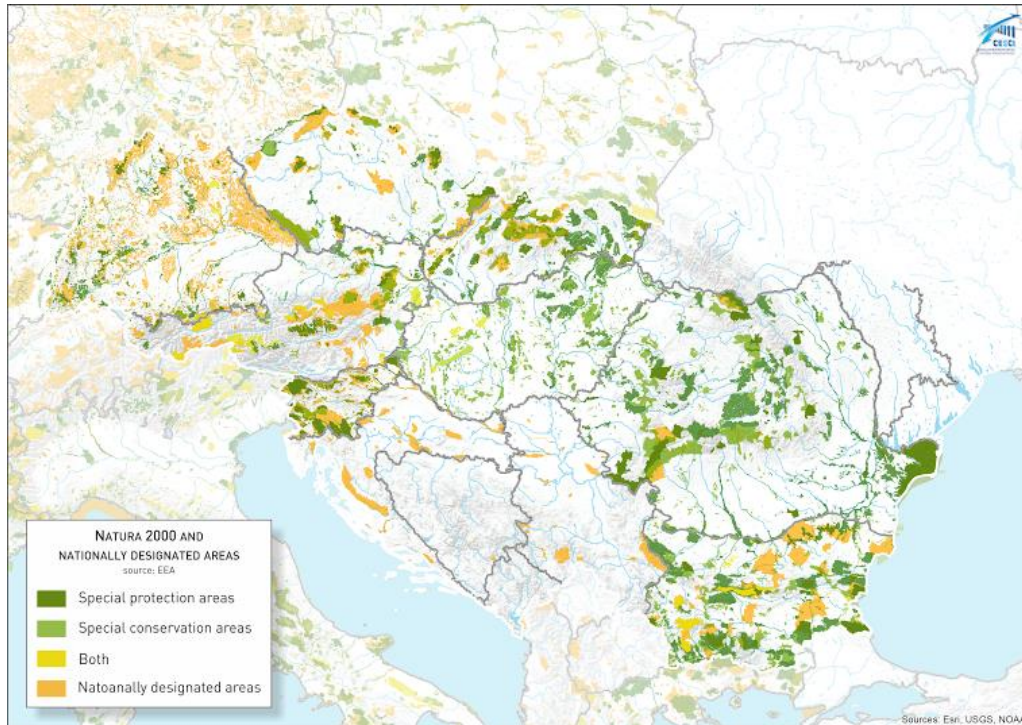 CESCI
NATURA 2000 AND
NATIONALLY DESIGNATED AREAS
source: EEA
Special protection areas
Special conservation areas
Both
Natoanally designated areas
Sources: Esri, USGS, NOAA